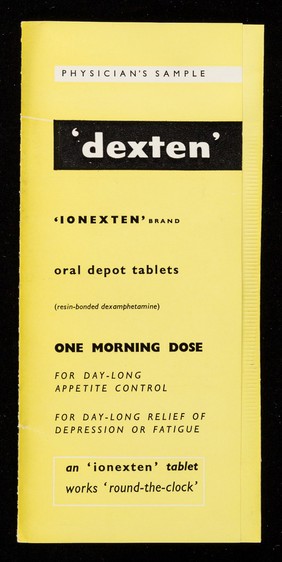 PHYSICIAN'S SAMPLE
'dexten'
'IONEXTEN' BRAND
oral depot tablets
(resin-bonded dexamphetamine)
ONE MORNING DOSE
FOR DAY-LONG
APPETITE CONTROL
FOR DAY-LONG RELIEF OF
DEPRESSION OR FATIGUE
an 'ionexten' tablet
works 'round-the-clock'